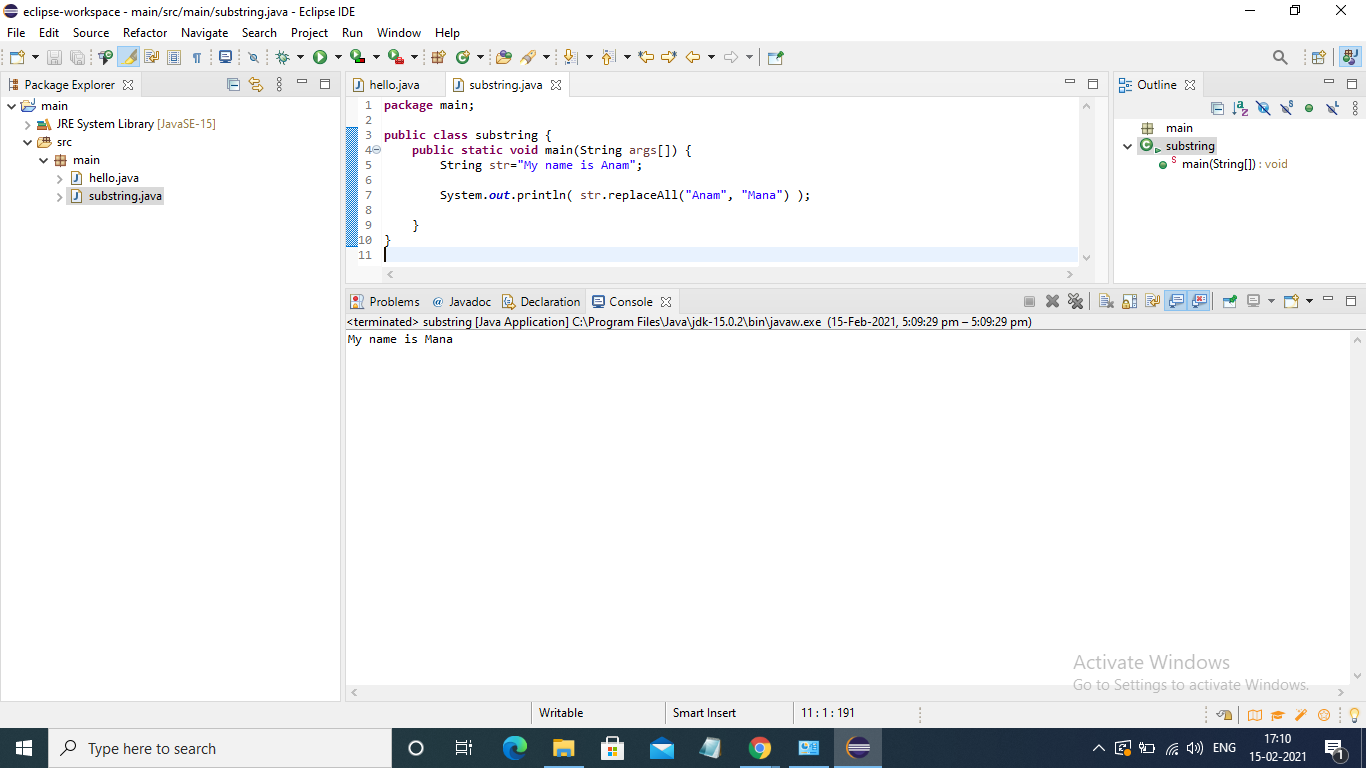 eclipse-workspace - main/src/main/substring.java - Eclipse IDE
File Edit Source Refactor Navigate Search Project Run Window Help
Package Explorer
main
JRE System Library [JavaSE-15]
src
main
hello.java
substring.java
hello.java substring.java
1 package main;
2
3 public class substring {
4 public static void main(String args[]) {
5 String str="My name is Anam";
6
7 System.out.println( str.replaceAll("Anam", "Mana") );
8
9 }
10 }
11
Outline
main
substring
main(String[]) : void
Problems @ Javadoc Declaration Console
<terminated> substring [Java Application] C:\Program Files\Java\jdk-15.0.2\bin\javaw.exe (15-Feb-2021, 5:09:29 pm – 5:09:29 pm)
My name is Mana
Activate Windows
Go to Settings to activate Windows.
Writable Smart Insert 11 : 1 : 191
Type here to search
ENG
17:10
15-02-2021
1